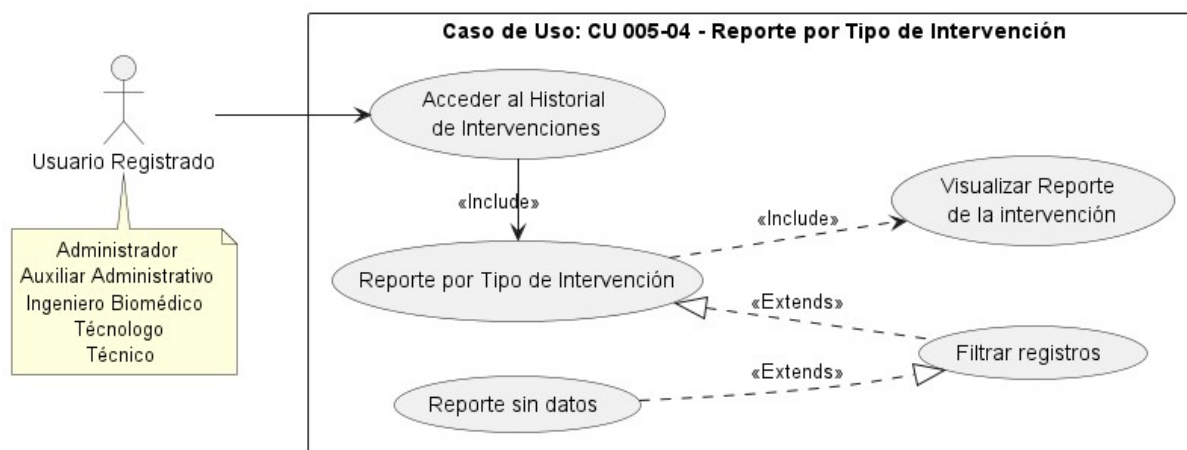 Caso de Uso: CU 005-04 - Reporte por Tipo de Intervención
Acceder al Historial
de Intervenciones
Usuario Registrado
Administrador
Auxiliar Administrativo
Ingeniero Biomédico
Técnologo
Técnico
«Include»
Visualizar Reporte
de la intervención
«Include»
Reporte por Tipo de Intervención
«Extends»
Filtrar registros
«Extends»
Reporte sin datos